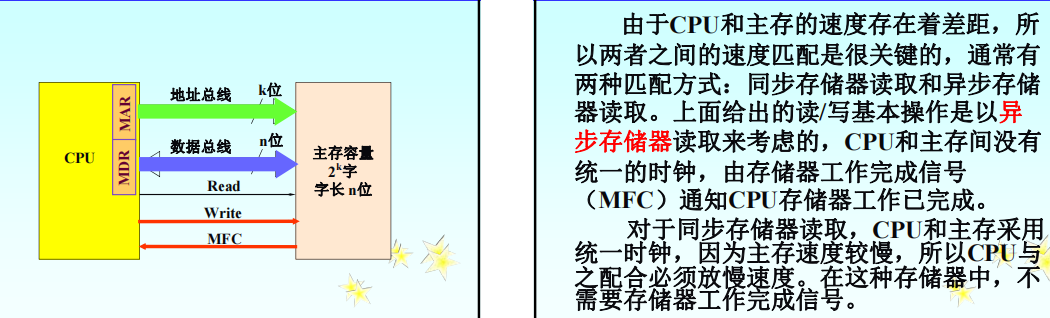 地址总线
k位
MAR
CPU
MDR
数据总线
n位
主存容量
2^k字
字长 n位
Read
Write
MFC
由于CPU和主存的速度存在着差距，所
以两者之间的速度匹配是很关键的，通常有
两种匹配方式：同步存储器读取和异步存储
器读取。上面给出的读/写基本操作是以异
步存储器读取来考虑的，CPU和主存间没有
统一的时钟，由存储器工作完成信号
（MFC）通知CPU存储器工作已完成。
对于同步存储器读取，CPU和主存采用
统一时钟，因为主存速度较慢，所以CPU与
之配合必须放慢速度。在这种存储器中，不
需要存储器工作完成信号。